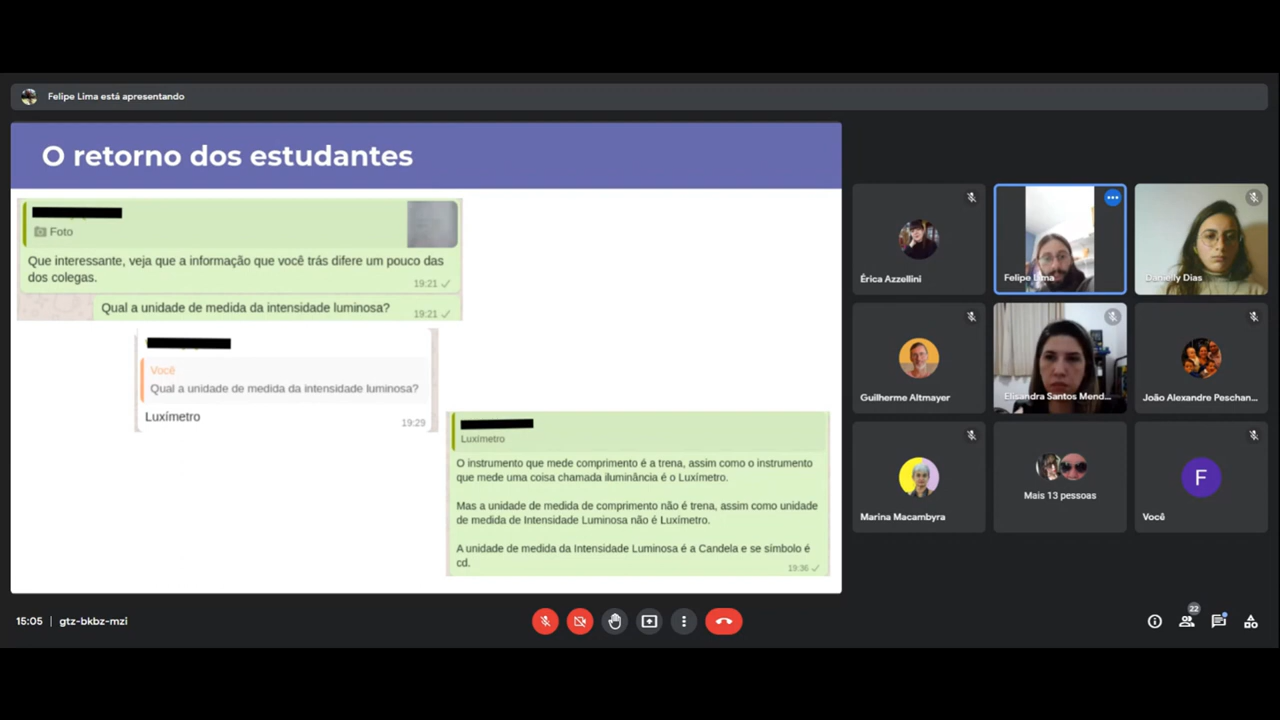 Felipe Lima está apresentando
O retorno dos estudantes
Foto
Que interessante, veja que a informação que você trás difere um pouco das
dos colegas.
19:21
Qual a unidade de medida da intensidade luminosa?
19:21
Você
Qual a unidade de medida da intensidade luminosa?
Luxímetro
19:29
Luxímetro
O instrumento que mede comprimento é a trena, assim como o instrumento
que mede uma coisa chamada iluminância é o Luxímetro.
Mas a unidade de medida de comprimento não é trena, assim como unidade
de medida de Intensidade Luminosa não é Luxímetro.
A unidade de medida da Intensidade Luminosa é a Candela e se símbolo é
cd.
19:36
Érica Azzellini
Felipe Lima
Danielly Dias
Guilherme Altmayer
Elisandra Santos Mend...
João Alexandre Peschan...
Marina Macambyra
Mais 13 pessoas
F
Você
15:05 | gtz-bkbz-mzi
22